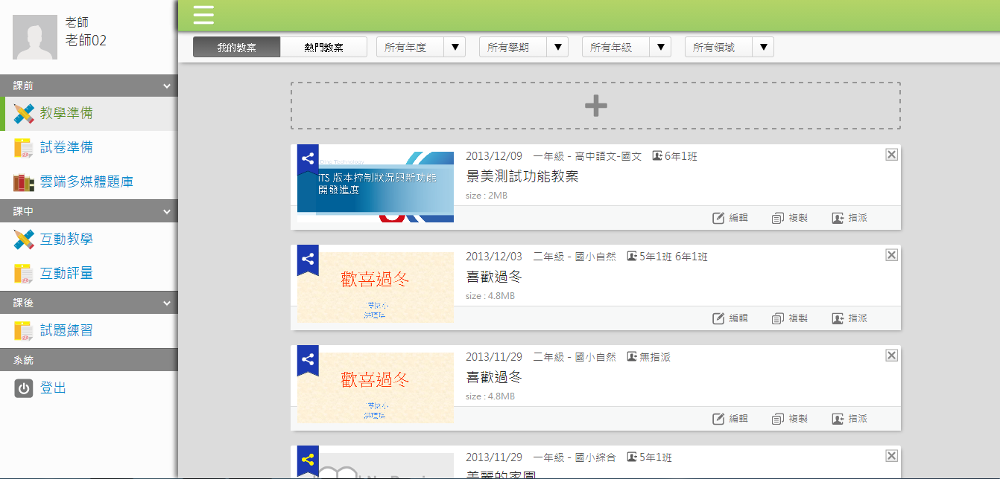 老師
老師02
課前
教學準備
試卷準備
雲端多媒體題庫
課中
互動教學
互動評量
課後
試題練習
系統
登出
我的教案 熱門教案 所有年度 所有學期 所有年級 所有領域
Ding Technology
iTS 版本控制狀況與新功能
開發進度
2013/12/09 一年級 - 高中語文-國文 6年1班
景美測試功能教案
size : 2MB
編輯 複製 指派
歡喜過冬
2013/12/03 二年級 - 國小自然 5年1班 6年1班
喜歡過冬
size : 4.8MB
編輯 複製 指派
歡喜過冬
2013/11/29 二年級 - 國小自然 無指派
喜歡過冬
size : 4.8MB
編輯 複製 指派
2013/11/29 一年級 - 國小綜合 5年1班
美麗的家園